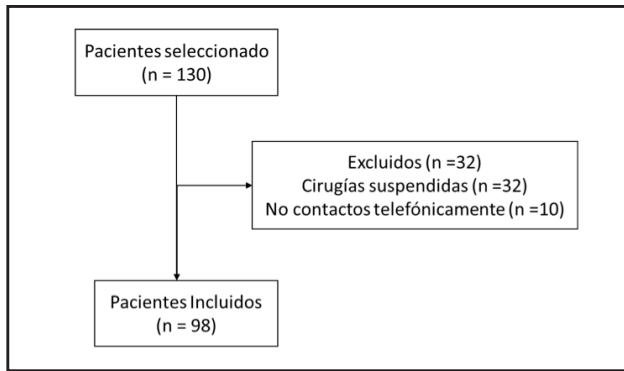 Pacientes seleccionado
(n = 130)
Excluidos (n =32)
Cirugías suspendidas (n =32)
No contactos telefónicamente (n =10)
Pacientes Incluidos
(n = 98)